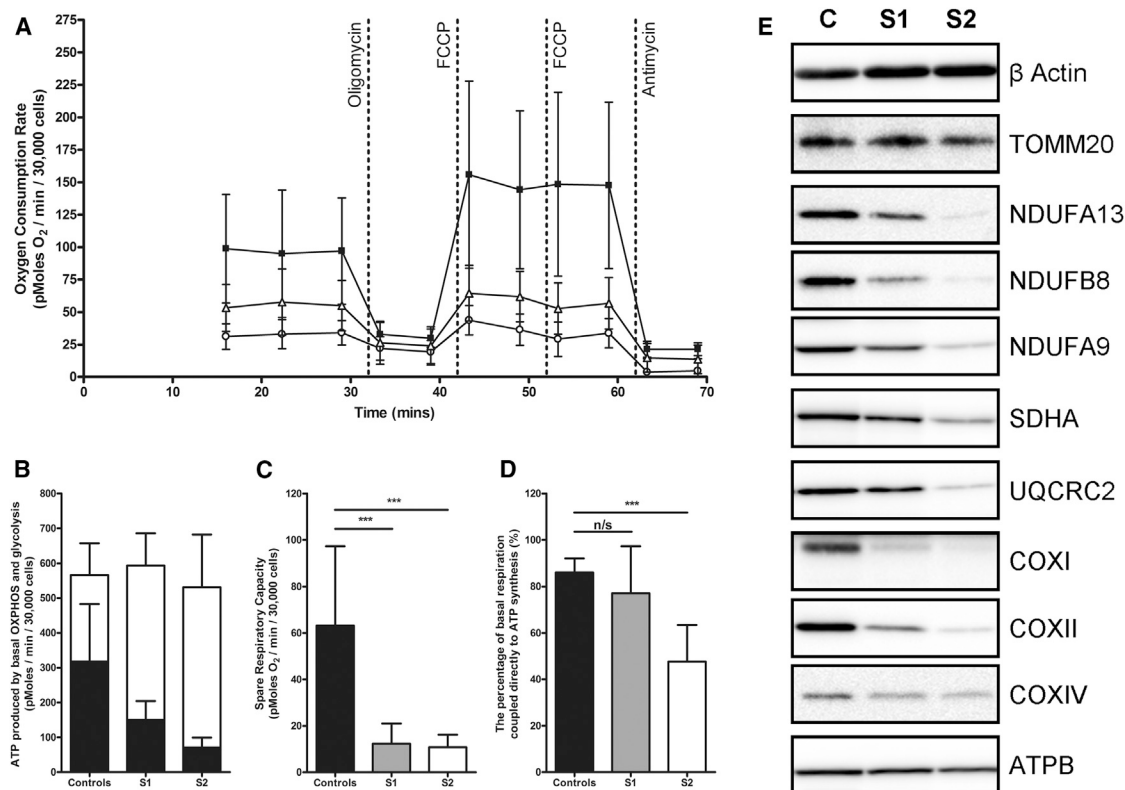 A
275
250
225
200
175
150
125
100
75
50
25
0
Oxygen Consumption Rate
(pMoles O₂ / min / 30,000 cells)
Oligomycin
FCCP
FCCP
Antimycin
0
10
20
30
40
50
60
70
Time (mins)
B
800
700
600
500
400
300
200
100
0
ATP produced by basal OXPHOS and glycolysis
(pMoles / min / 30,000 cells)
Controls
S1
S2
C
120
100
80
60
40
20
0
Spare Respiratory Capacity
(pMoles O₂ / min / 30,000 cells)
***
***
Controls
S1
S2
D
120
100
80
60
40
20
0
The percentage of basal respiration
coupled directly to ATP synthesis (%)
***
n/s
Controls
S1
S2
E
C S1 S2
β Actin
TOMM20
NDUFA13
NDUFB8
NDUFA9
SDHA
UQCRC2
COXI
COXII
COXIV
ATPB